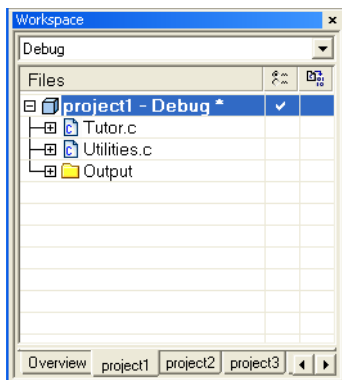 Workspace
Debug
Files
project1 - Debug *
Tutor.c
Utilities.c
Output
Overview project1 project2 project3